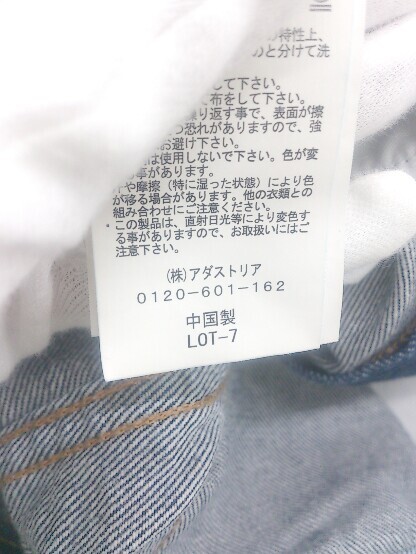 の特性上、
のと分けて洗
して下さい。
て布をして下さい。
繰り返す事で、表面が擦
つ恐れがありますので、強
お避け下さい。
は使用しないで下さい。色が変
事があります。
や摩擦（特に湿った状態）により色
が移る場合があります。他の衣類との
組み合わせにご注意ください。
・この製品は、直射日光等により変色す
る事がありますので、お取扱いにはご
注意下さい。
（株）アダストリア
0120-601-162
中国製
LOT-7